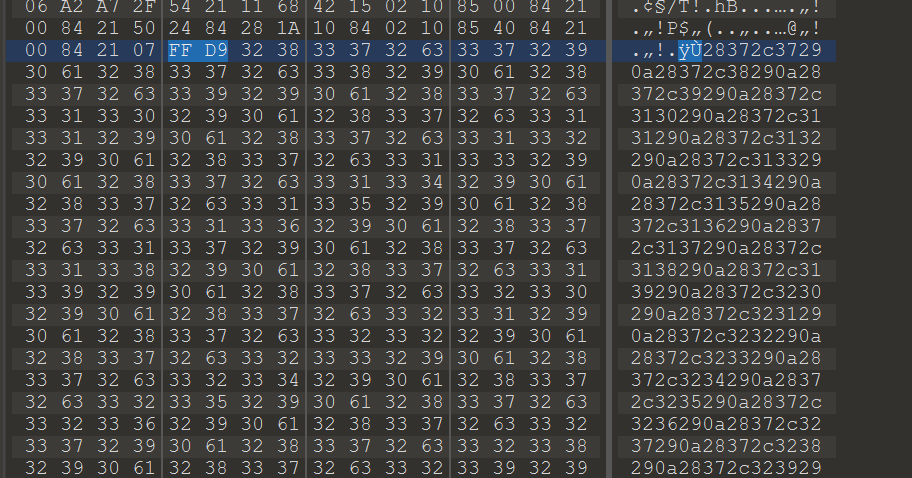 06 A2 A7 2F 54 21 11 68 42 15 02 10 85 00 84 21 .¢§/T!.hB...….„!
00 84 21 50 24 84 28 1A 10 84 02 10 85 40 84 21 .„!P$„(..„..…@„!
00 84 21 07 FF D9 32 38 33 37 32 63 33 37 32 39 .„!.ÿÙ28372c3729
30 61 32 38 33 37 32 63 33 38 32 39 30 61 32 38 0a28372c38290a28
33 37 32 63 33 39 32 39 30 61 32 38 33 37 32 63 372c39290a28372c
33 31 33 30 32 39 30 61 32 38 33 37 32 63 33 31 3130290a28372c31
33 31 32 39 30 61 32 38 33 37 32 63 33 31 33 32 31290a28372c3132
32 39 30 61 32 38 33 37 32 63 33 31 33 33 32 39 290a28372c313329
30 61 32 38 33 37 32 63 33 31 33 34 32 39 30 61 0a28372c3134290a
32 38 33 37 32 63 33 31 33 35 32 39 30 61 32 38 28372c3135290a28
33 37 32 63 33 31 33 36 32 39 30 61 32 38 33 37 372c3136290a2837
32 63 33 31 33 37 32 39 30 61 32 38 33 37 32 63 2c3137290a28372c
33 31 33 38 32 39 30 61 32 38 33 37 32 63 33 31 3138290a28372c31
33 39 32 39 30 61 32 38 33 37 32 63 33 32 33 30 39290a28372c3230
32 39 30 61 32 38 33 37 32 63 33 32 33 31 32 39 290a28372c323129
30 61 32 38 33 37 32 63 33 32 33 32 32 39 30 61 0a28372c3232290a
32 38 33 37 32 63 33 32 33 33 32 39 30 61 32 38 28372c3233290a28
33 37 32 63 33 32 33 34 32 39 30 61 32 38 33 37 372c3234290a2837
32 63 33 32 33 35 32 39 30 61 32 38 33 37 32 63 2c3235290a28372c
33 32 33 36 32 39 30 61 32 38 33 37 32 63 33 32 3236290a28372c32
33 37 32 39 30 61 32 38 33 37 32 63 33 32 33 38 37290a28372c3238
32 39 30 61 32 38 33 37 32 63 33 32 33 39 32 39 290a28372c323929